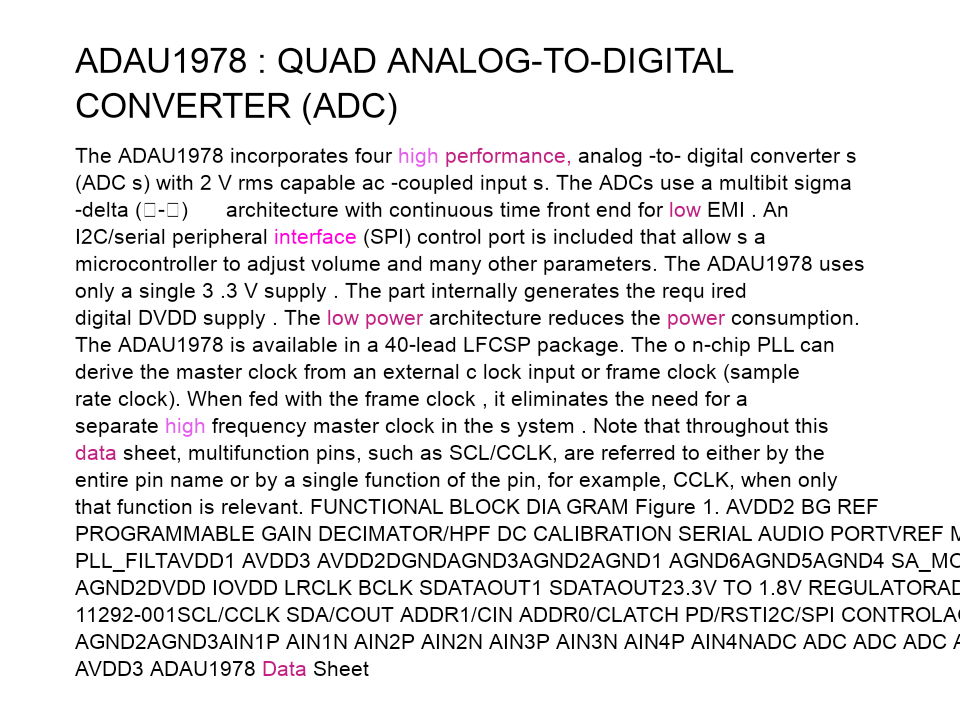 ADAU1978 : QUAD ANALOG-TO-DIGITAL
CONVERTER (ADC)
The ADAU1978 incorporates four high performance, analog -to- digital converter s
(ADC s) with 2 V rms capable ac -coupled input s. The ADCs use a multibit sigma
-delta (□-□) architecture with continuous time front end for low EMI . An
I2C/serial peripheral interface (SPI) control port is included that allow s a
microcontroller to adjust volume and many other parameters. The ADAU1978 uses
only a single 3 .3 V supply . The part internally generates the requ ired
digital DVDD supply . The low power architecture reduces the power consumption.
The ADAU1978 is available in a 40-lead LFCSP package. The o n-chip PLL can
derive the master clock from an external c lock input or frame clock (sample
rate clock). When fed with the frame clock , it eliminates the need for a
separate high frequency master clock in the s ystem . Note that throughout this
data sheet, multifunction pins, such as SCL/CCLK, are referred to either by the
entire pin name or by a single function of the pin, for example, CCLK, when only
that function is relevant. FUNCTIONAL BLOCK DIA GRAM Figure 1. AVDD2 BG REF
PROGRAMMABLE GAIN DECIMATOR/HPF DC CALIBRATION SERIAL AUDIO PORTVREF M
PLL_FILTAVDD1 AVDD3 AVDD2DGNDAGND3AGND2AGND1 AGND6AGND5AGND4 SA_MO
AGND2DVDD IOVDD LRCLK BCLK SDATAOUT1 SDATAOUT23.3V TO 1.8V REGULATORAD
11292-001SCL/CCLK SDA/COUT ADDR1/CIN ADDR0/CLATCH PD/RSTI2C/SPI CONTROLAG
AGND2AGND3AIN1P AIN1N AIN2P AIN2N AIN3P AIN3N AIN4P AIN4NADC ADC ADC ADC A
AVDD3 ADAU1978 Data Sheet